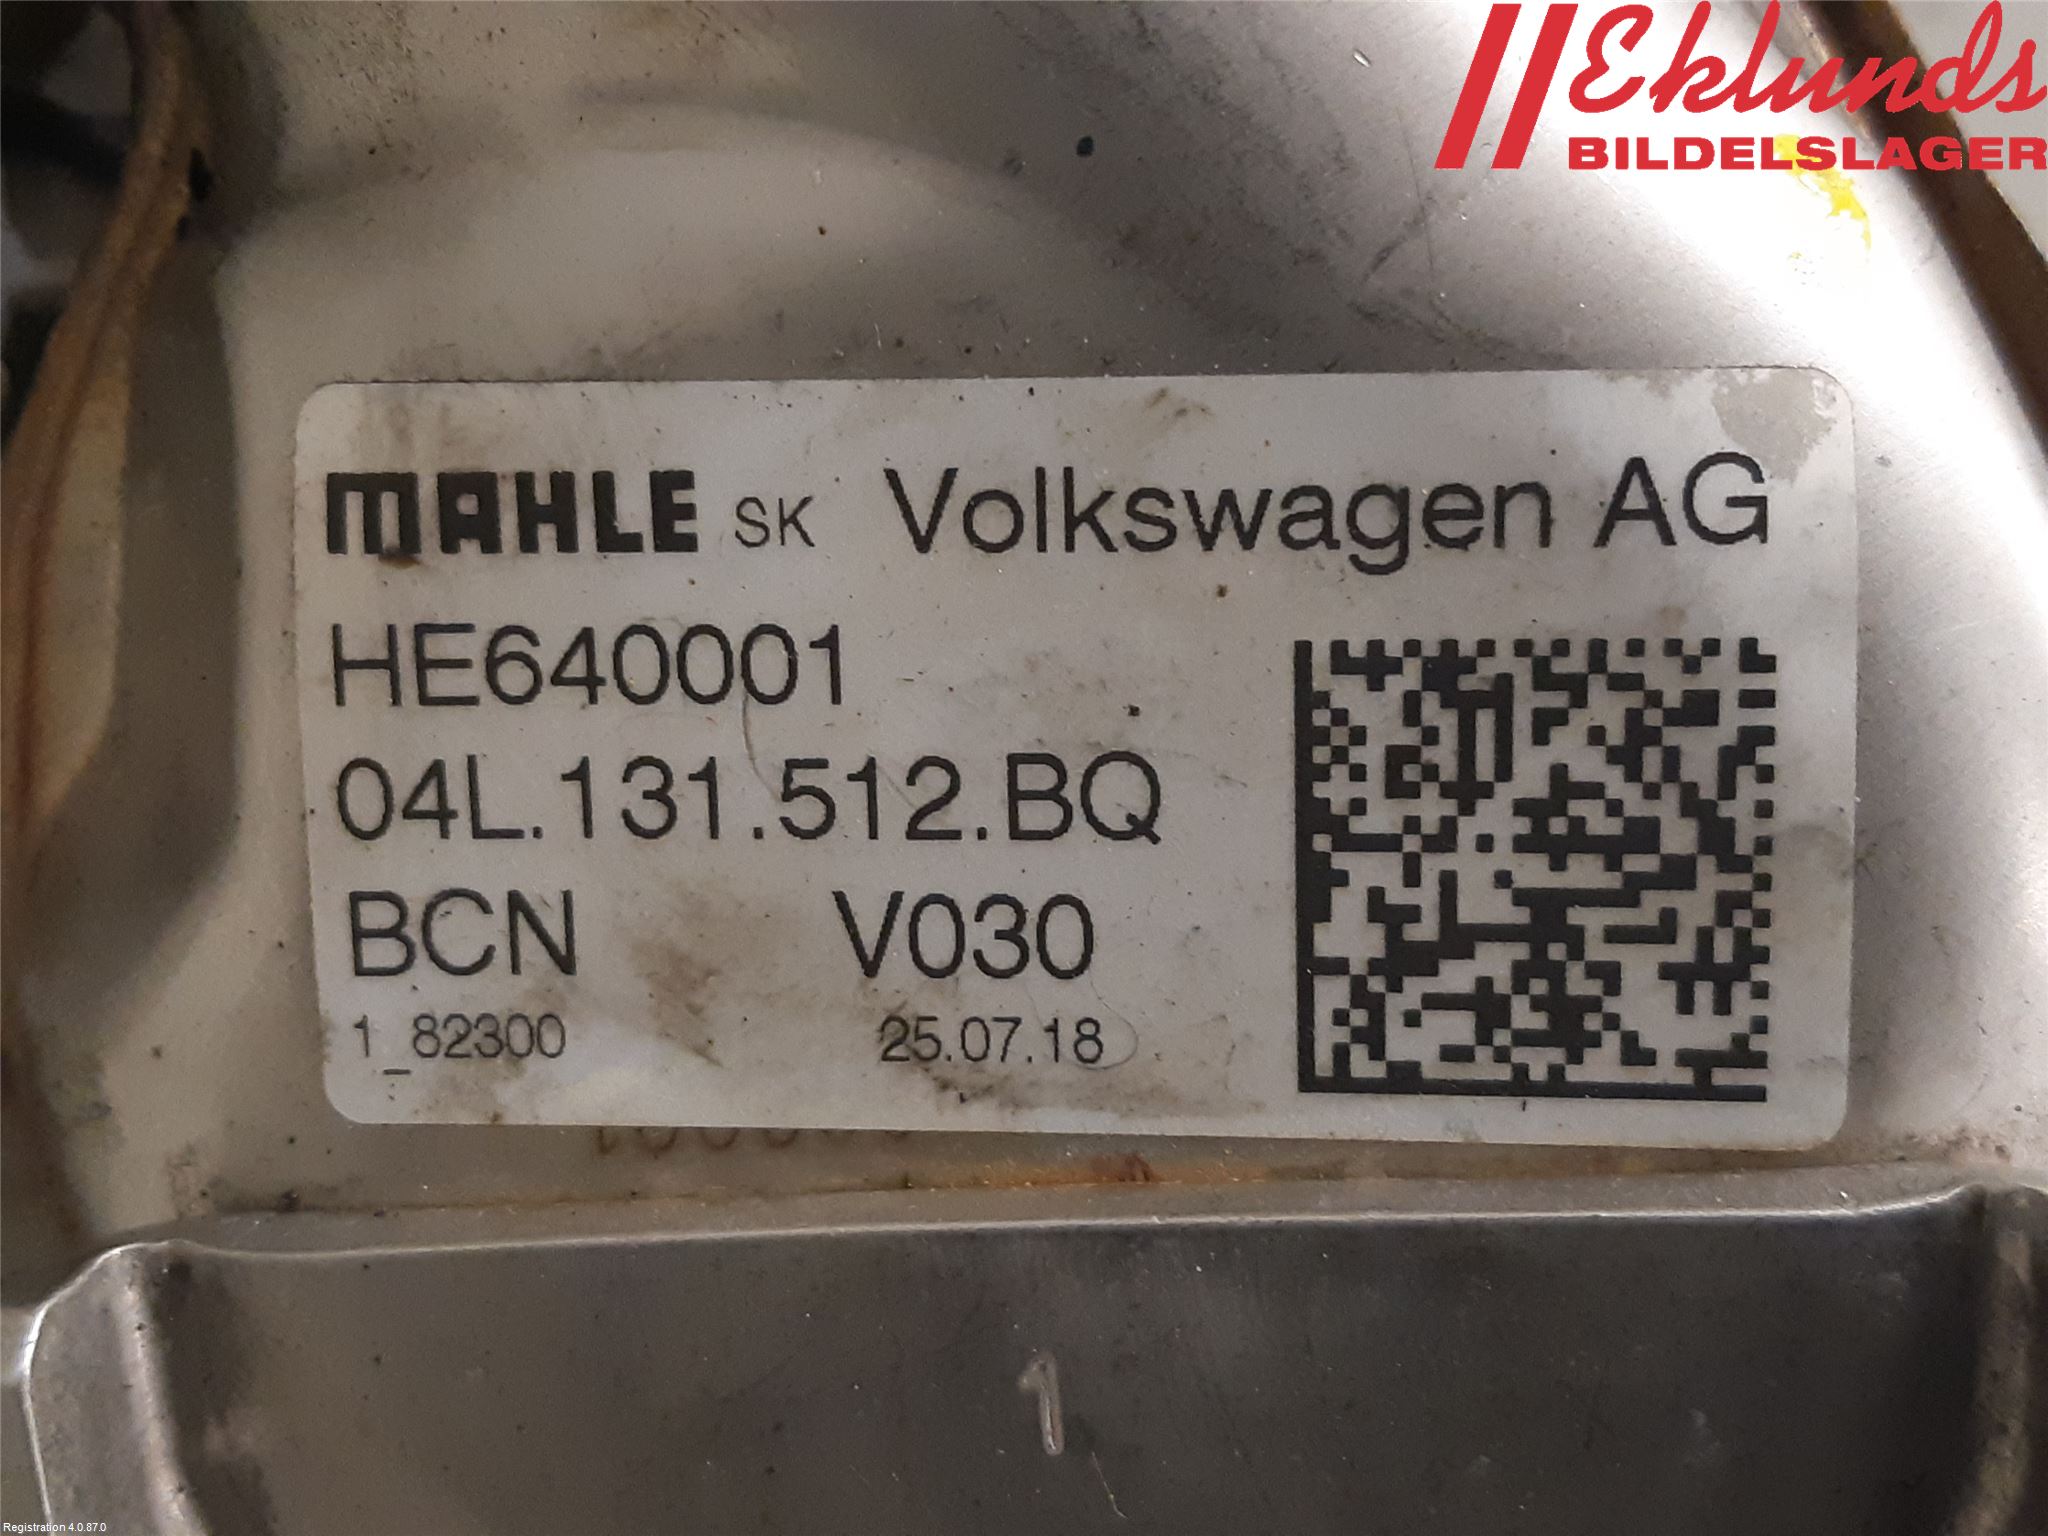 Eklunds
BILDELSLAGER
MAHLE SK Volkswagen AG
HE640001
04L.131.512.BQ
BCN V030
1_82300 25.07.18
1
Registration 4.0.87.0